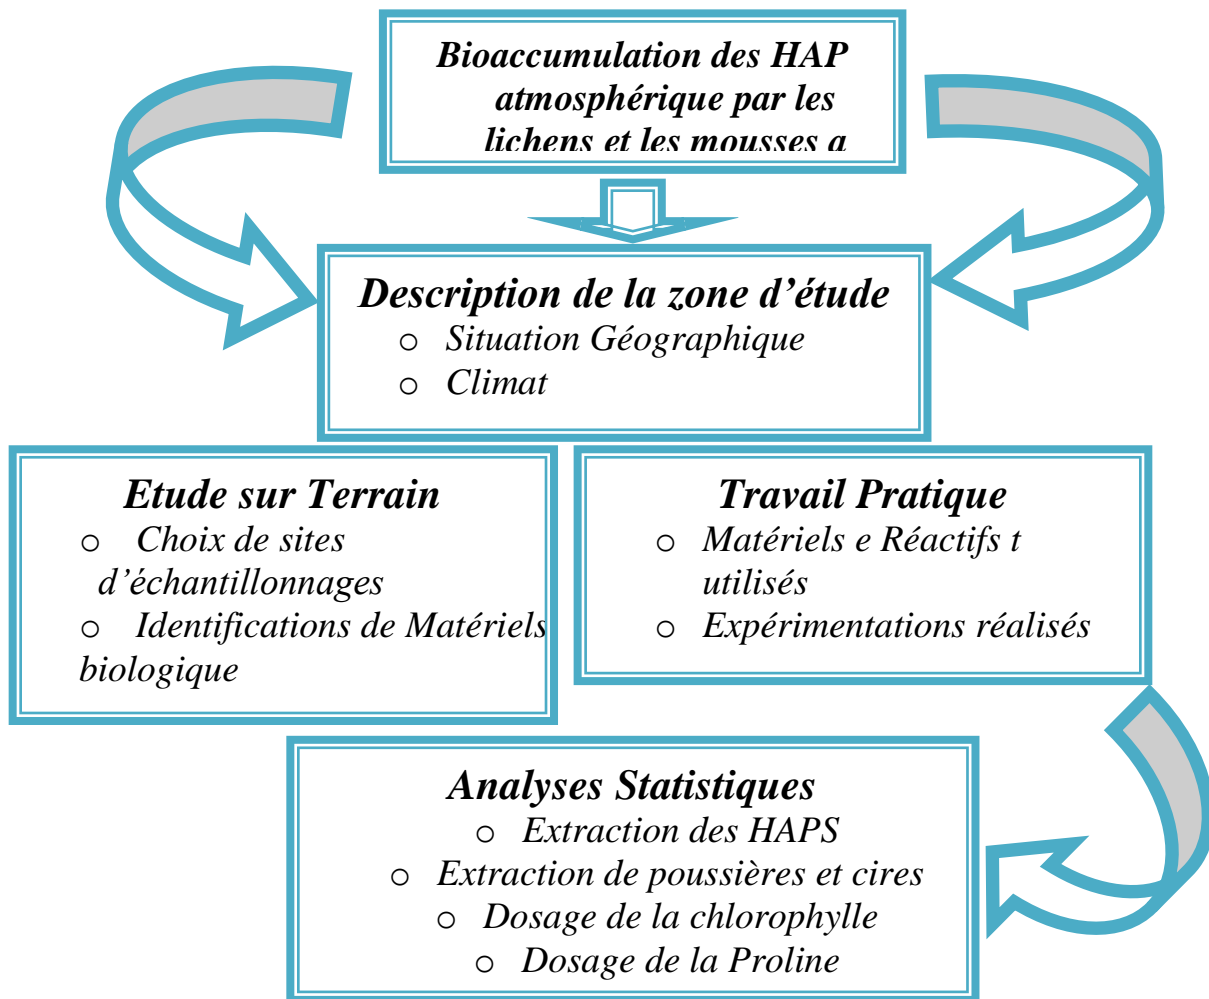 Bioaccumulation des HAP
atmosphérique par les
lichens et les mousses a
Description de la zone d’étude
o Situation Géographique
o Climat
Etude sur Terrain
o Choix de sites
d’échantillonnages
o Identifications de Matériels
biologique
Travail Pratique
o Matériels e Réactifs t
utilisés
o Expérimentations réalisés
Analyses Statistiques
o Extraction des HAPS
o Extraction de poussières et cires
o Dosage de la chlorophylle
o Dosage de la Proline